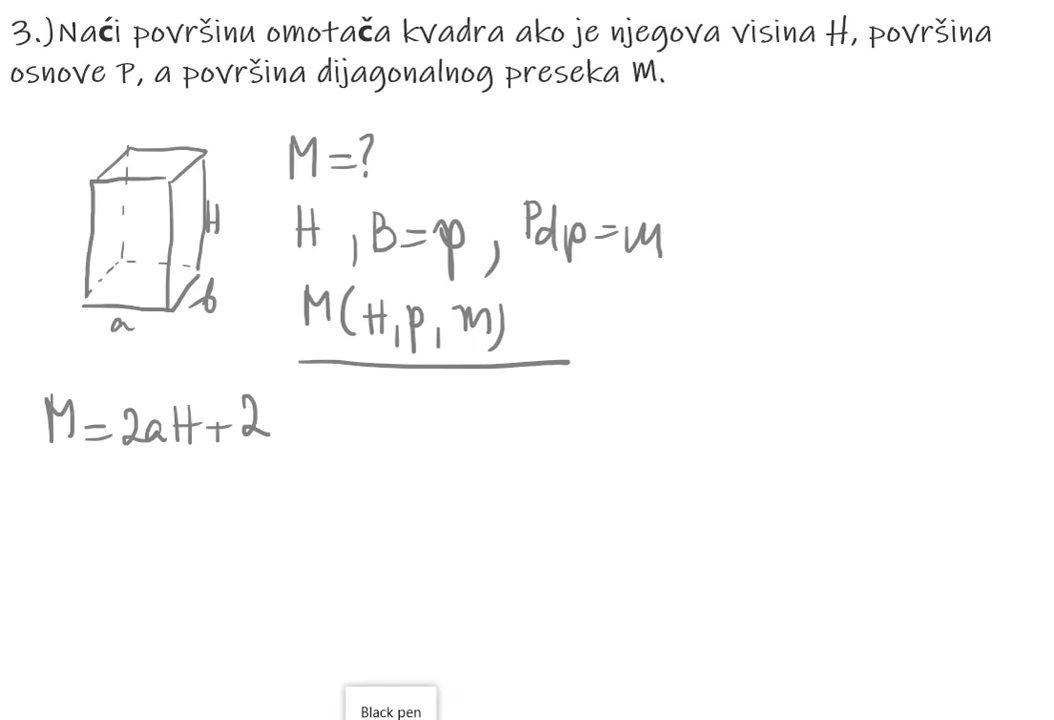 3.) Naći površinu omotača kvadra ako je njegova visina H, površina
osnove P, a površina dijagonalnog preseka M.
M=?
H, B=p, Pdp=m
M(H,p,m)
H
b
a
M=2aH+2
Black pen